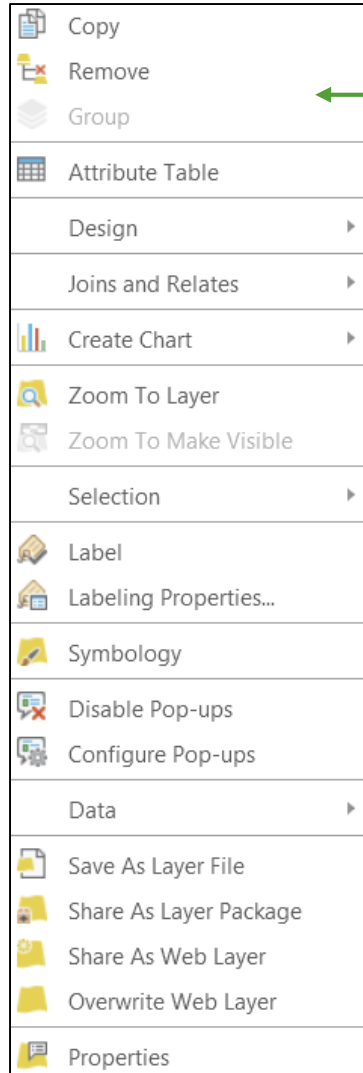 Copy
Remove
Group
Attribute Table
Design
Joins and Relates
Create Chart
Zoom To Layer
Zoom To Make Visible
Selection
Label
Labeling Properties...
Symbology
Disable Pop-ups
Configure Pop-ups
Data
Save As Layer File
Share As Layer Package
Share As Web Layer
Overwrite Web Layer
Properties